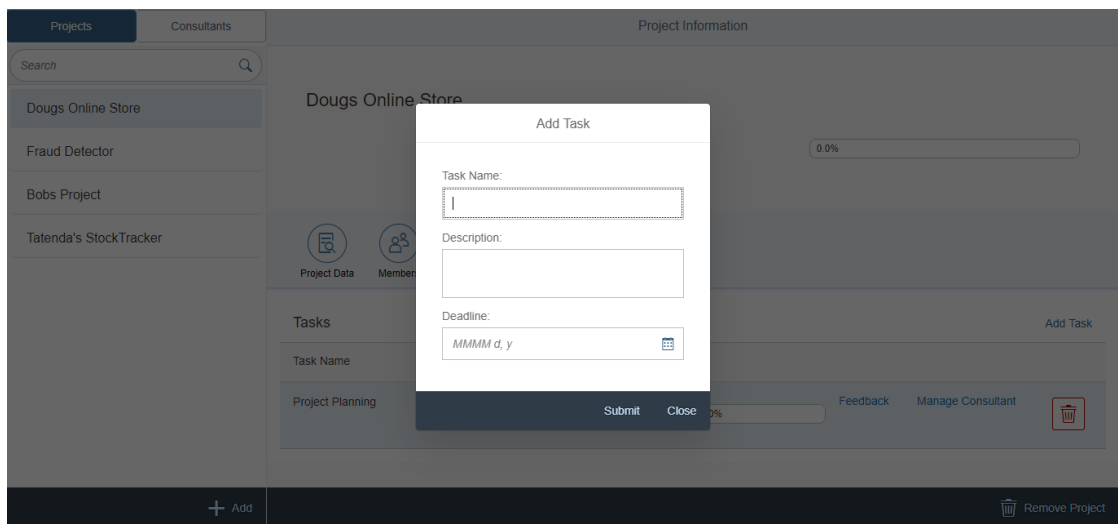 Projects
Consultants
Project Information
Search
Dougs Online Store
Fraud Detector
Bobs Project
Tatenda's StockTracker
Dougs Online Store
0.0%
Project Data
Member
Tasks
Add Task
Task Name
Project Planning
0%
Feedback
Manage Consultant
Add Task
Task Name:
Description:
Deadline:
MMMM d, y
Submit
Close
Add
Remove Project